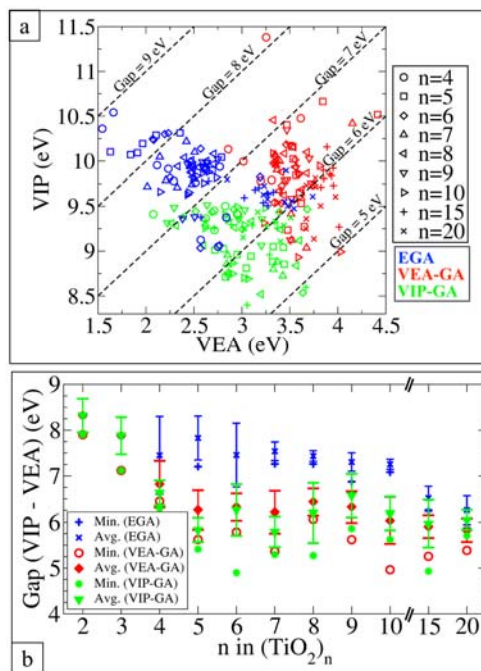 a
11.5
11
10.5
10
9.5
9
8.5
VIP (eV)
Gap = 9 eV
Gap = 8 eV
Gap = 7 eV
Gap = 6 eV
Gap = 5 eV
1.5 2 2.5 3 3.5 4 4.5
VEA (eV)
n=4
n=5
n=6
n=7
n=8
n=9
n=10
n=15
n=20
EGA
VEA-GA
VIP-GA
9
8
7
6
5
4
Gap (VIP - VEA) (eV)
Min. (EGA)
Avg. (EGA)
Min. (VEA-GA)
Avg. (VEA-GA)
Min. (VIP-GA)
Avg. (VIP-GA)
2 3 4 5 6 7 8 9 10 15 20
n in (TiO₂)ₙ
b